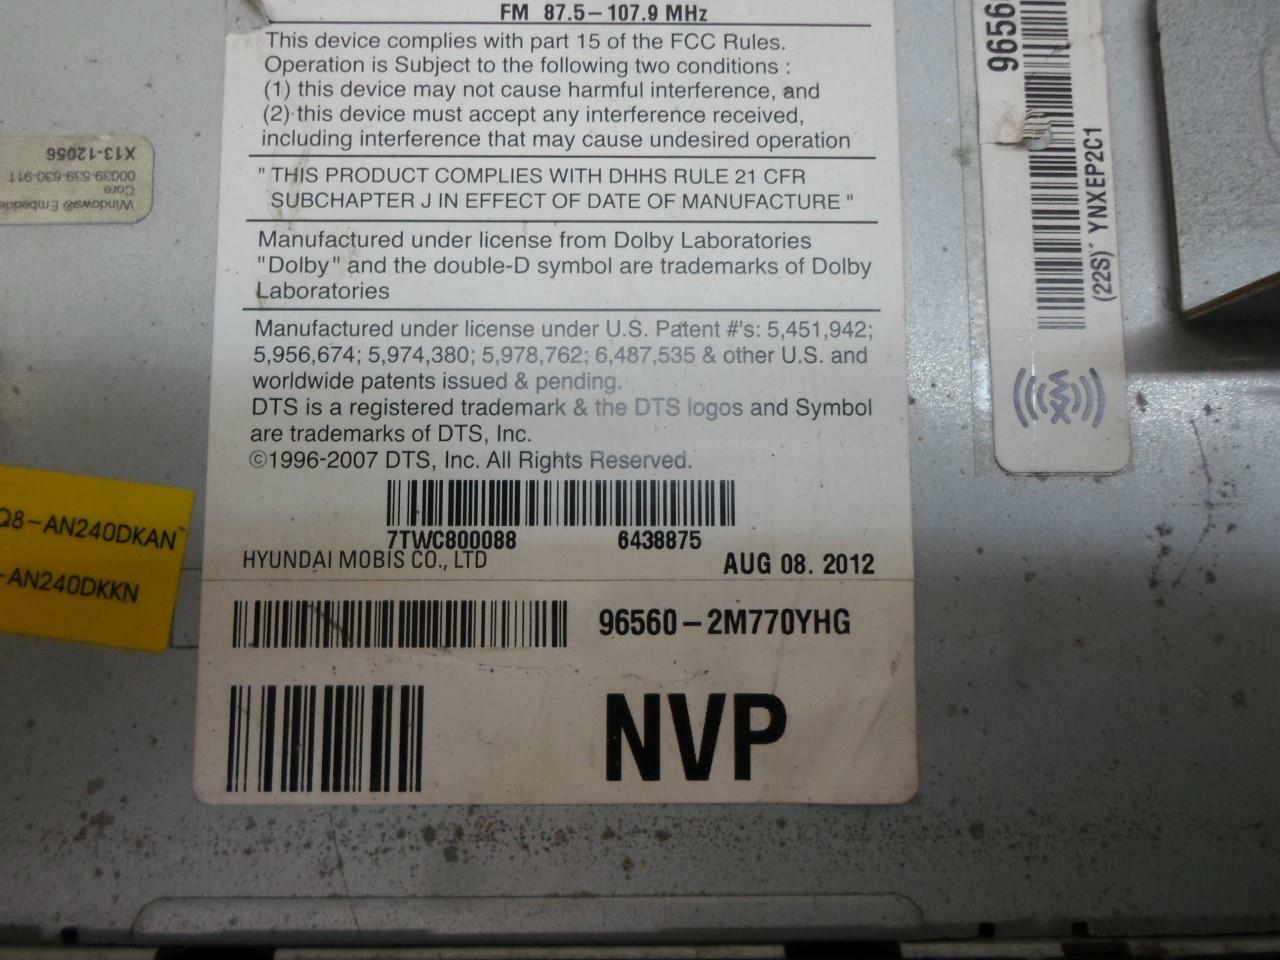 FM 87.5–107.9 MHz
This device complies with part 15 of the FCC Rules.
Operation is Subject to the following two conditions :
(1) this device may not cause harmful interference, and
(2) this device must accept any interference received,
including interference that may cause undesired operation
" THIS PRODUCT COMPLIES WITH DHHS RULE 21 CFR
SUBCHAPTER J IN EFFECT OF DATE OF MANUFACTURE "
Manufactured under license from Dolby Laboratories
"Dolby" and the double-D symbol are trademarks of Dolby
Laboratories
Manufactured under license under U.S. Patent #'s: 5,451,942;
5,956,674; 5,974,380; 5,978,762; 6,487,535 & other U.S. and
worldwide patents issued & pending.
DTS is a registered trademark & the DTS logos and Symbol
are trademarks of DTS, Inc.
©1996-2007 DTS, Inc. All Rights Reserved.
7TWC800088 6438875
HYUNDAI MOBIS CO., LTD AUG 08. 2012
96560–2M770YHG
NVP
Windows® Embedde
Core
00039-539-630-911
X13-12056
Q8-AN240DKAN
-AN240DKKN
9656
(22S)* YNXEP2C1